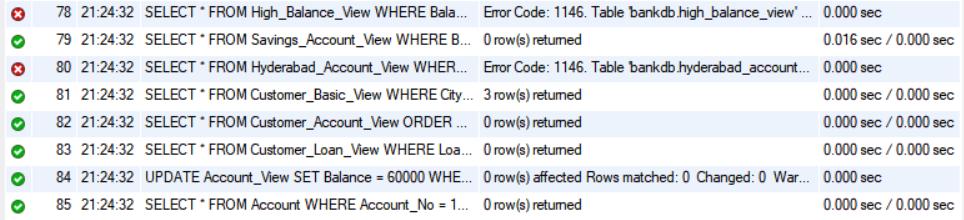 78 21:24:32 SELECT * FROM High_Balance_View WHERE Bala... Error Code: 1146. Table 'bankdb.high_balance_view' ... 0.000 sec
79 21:24:32 SELECT * FROM Savings_Account_View WHERE B... 0 row(s) returned 0.016 sec / 0.000 sec
80 21:24:32 SELECT * FROM Hyderabad_Account_View WHER... Error Code: 1146. Table 'bankdb.hyderabad_account... 0.000 sec
81 21:24:32 SELECT * FROM Customer_Basic_View WHERE City... 3 row(s) returned 0.000 sec / 0.000 sec
82 21:24:32 SELECT * FROM Customer_Account_View ORDER ... 0 row(s) returned 0.000 sec / 0.000 sec
83 21:24:32 SELECT * FROM Customer_Loan_View WHERE Loa... 0 row(s) returned 0.000 sec / 0.000 sec
84 21:24:32 UPDATE Account_View SET Balance = 60000 WHE... 0 row(s) affected Rows matched: 0 Changed: 0 War... 0.000 sec
85 21:24:32 SELECT * FROM Account WHERE Account_No = 1... 0 row(s) returned 0.000 sec / 0.000 sec